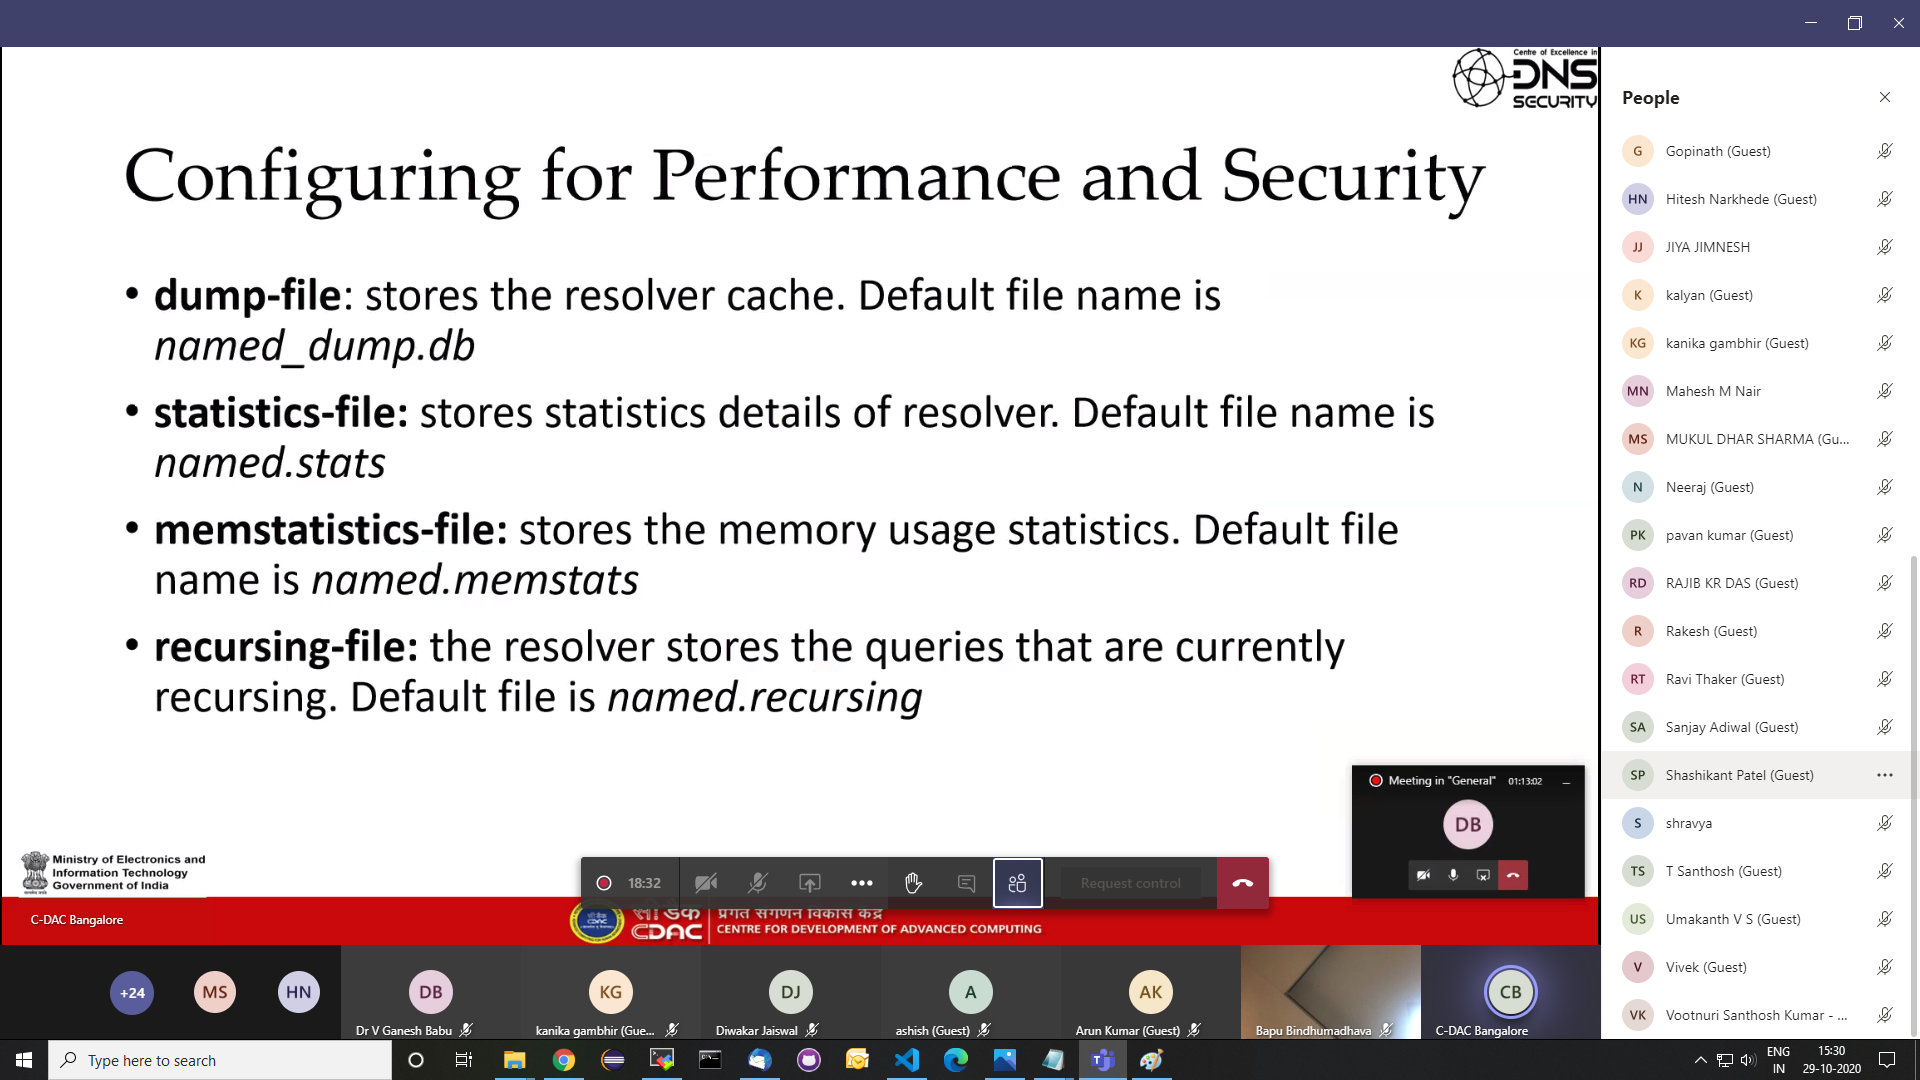 Centre of Excellence in
DNS
SECURITY
Configuring for Performance and Security
• dump-file: stores the resolver cache. Default file name is
named_dump.db
• statistics-file: stores statistics details of resolver. Default file name is
named.stats
• memstatistics-file: stores the memory usage statistics. Default file
name is named.memstats
• recursing-file: the resolver stores the queries that are currently
recursing. Default file is named.recursing
Meeting in "General" 01:13:02
DB
Ministry of Electronics and
Information Technology
Government of India
18:32
Request control
C-DAC Bangalore
सी डैक
CDAC
प्रगत संगणन विकास केंद्र
CENTRE FOR DEVELOPMENT OF ADVANCED COMPUTING
+24
MS
HN
DB
Dr V Ganesh Babu
KG
kanika gambhir (Gue...
DJ
Diwakar Jaiswal
A
ashish (Guest)
AK
Arun Kumar (Guest)
Bapu Bindhumadhava
CB
C-DAC Bangalore
People
G Gopinath (Guest)
HN Hitesh Narkhede (Guest)
JJ JIYA JIMNESH
K kalyan (Guest)
KG kanika gambhir (Guest)
MN Mahesh M Nair
MS MUKUL DHAR SHARMA (Gu...
N Neeraj (Guest)
PK pavan kumar (Guest)
RD RAJIB KR DAS (Guest)
R Rakesh (Guest)
RT Ravi Thaker (Guest)
SA Sanjay Adiwal (Guest)
SP Shashikant Patel (Guest)
S shravya
TS T Santhosh (Guest)
US Umakanth V S (Guest)
V Vivek (Guest)
VK Vootnuri Santhosh Kumar - ...
Type here to search
ENG
IN
15:30
29-10-2020